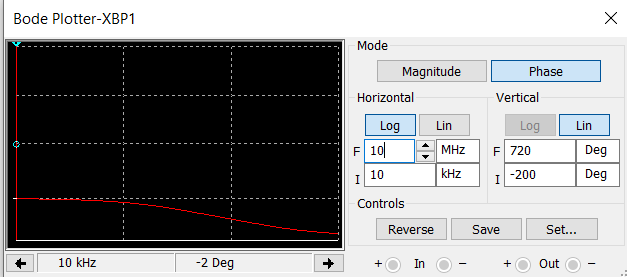 Bode Plotter-XBP1
Mode
Magnitude Phase
Horizontal Vertical
Log Lin Log Lin
F 10 MHz F 720 Deg
I 10 kHz I -200 Deg
Controls
Reverse Save Set...
10 kHz -2 Deg
+ In − + Out −